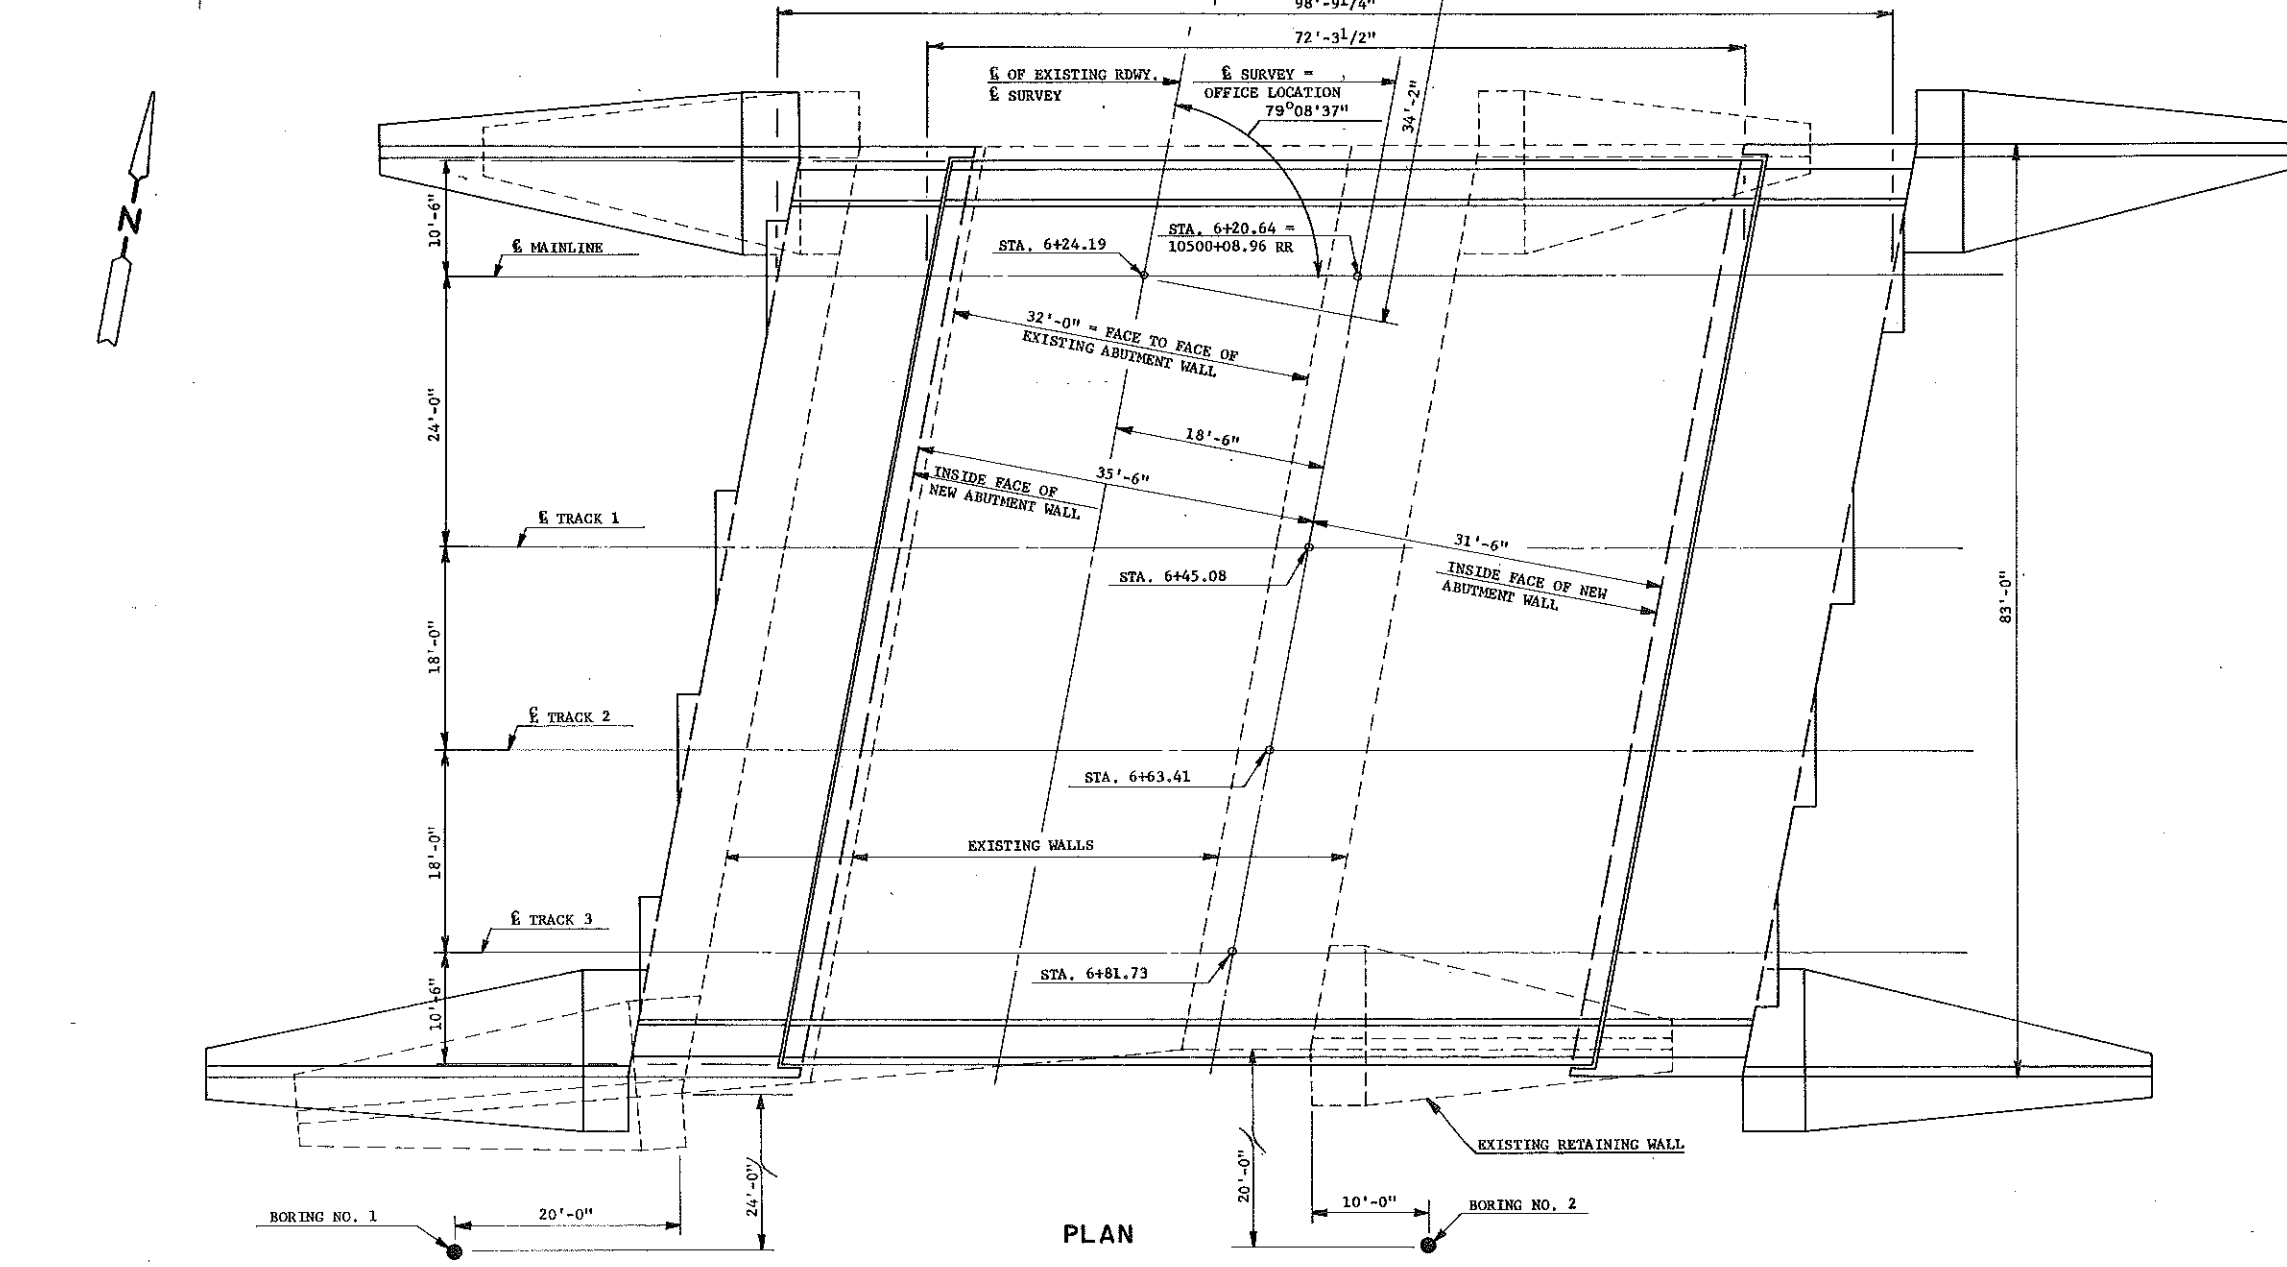 98'-9 1/4"
72'-3 1/2"
℄ OF EXISTING RDWY.
℄ SURVEY
℄ SURVEY =
OFFICE LOCATION
79°08'37"
34'-2"
N
10'-6"
℄ MAINLINE
STA. 6+24.19
STA. 6+20.64 =
10500+08.96 RR
32'-0" = FACE TO FACE OF
EXISTING ABUTMENT WALL
24'-0"
18'-6"
35'-6"
INSIDE FACE OF
NEW ABUTMENT WALL
℄ TRACK 1
31'-6"
INSIDE FACE OF NEW
ABUTMENT WALL
STA. 6+45.08
83'-0"
18'-0"
℄ TRACK 2
STA. 6+63.41
18'-0"
EXISTING WALLS
℄ TRACK 3
STA. 6+81.73
10'-6"
EXISTING RETAINING WALL
24'-0"
20'-0"
BORING NO. 1
20'-0"
10'-0"
BORING NO. 2
PLAN